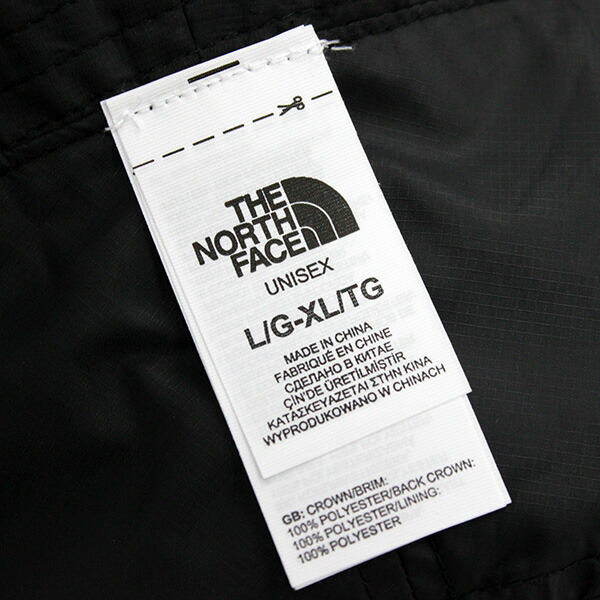 THE
NORTH
FACE
UNISEX
L/G-XL/TG
MADE IN CHINA
FABRIQUÉ EN CHINE
СДЕЛАНО В КИТАЕ
ÇİN'DE ÜRETİLMİŞTİR
ΚΑΤΑΣΚΕΥΑΖΕΤΑΙ ΣΤΗΝ ΚΙΝΑ
WYPRODUKOWANO W CHINACH
GB: CROWN/BRIM:
100% POLYESTER/BACK CROWN:
100% POLYESTER/LINING:
100% POLYESTER